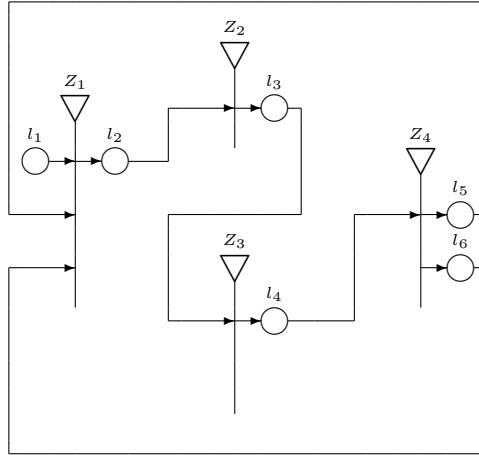 Z₂
Z₁ l₃
l₁ l₂ Z₄
l₅
Z₃ l₆
l₄